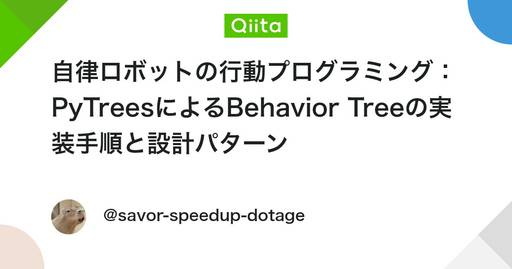 Qiita
自律ロボットの行動プログラミング：
PyTreesによるBehavior Treeの実
装手順と設計パターン
@savor-speedup-dotage